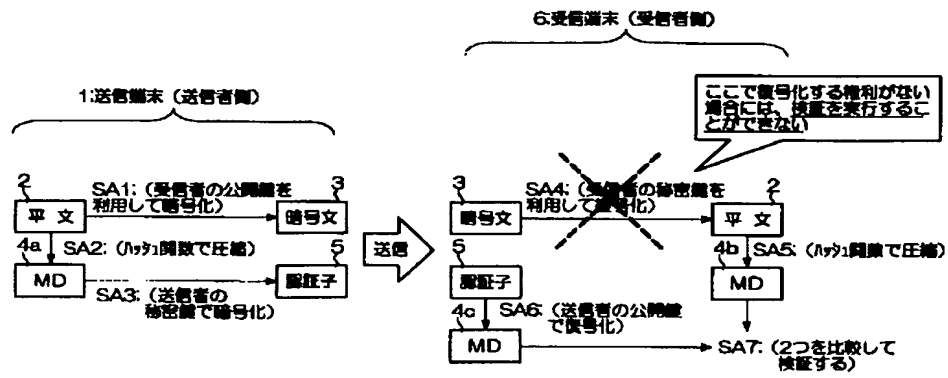 6:受信端末（受信者側）
1:送信端末（送信者側）
ここで復号化する権利がない
場合には、検証を実行するこ
とができない
2
SA1:（受信者の公開鍵を
利用して暗号化）
3
平 文
暗号文
4a
SA2:（ハッシュ関数で圧縮）
5
MD
認証子
SA3:（送信者の
秘密鍵で暗号化）
送信
3
SA4:（受信者の秘密鍵を
利用して復号化）
2
暗号文
平 文
5
4b
SA5:（ハッシュ関数で圧縮）
認証子
MD
4c
SA6:（送信者の公開鍵
で復号化）
MD
SA7:（2つを比較して
検証する）